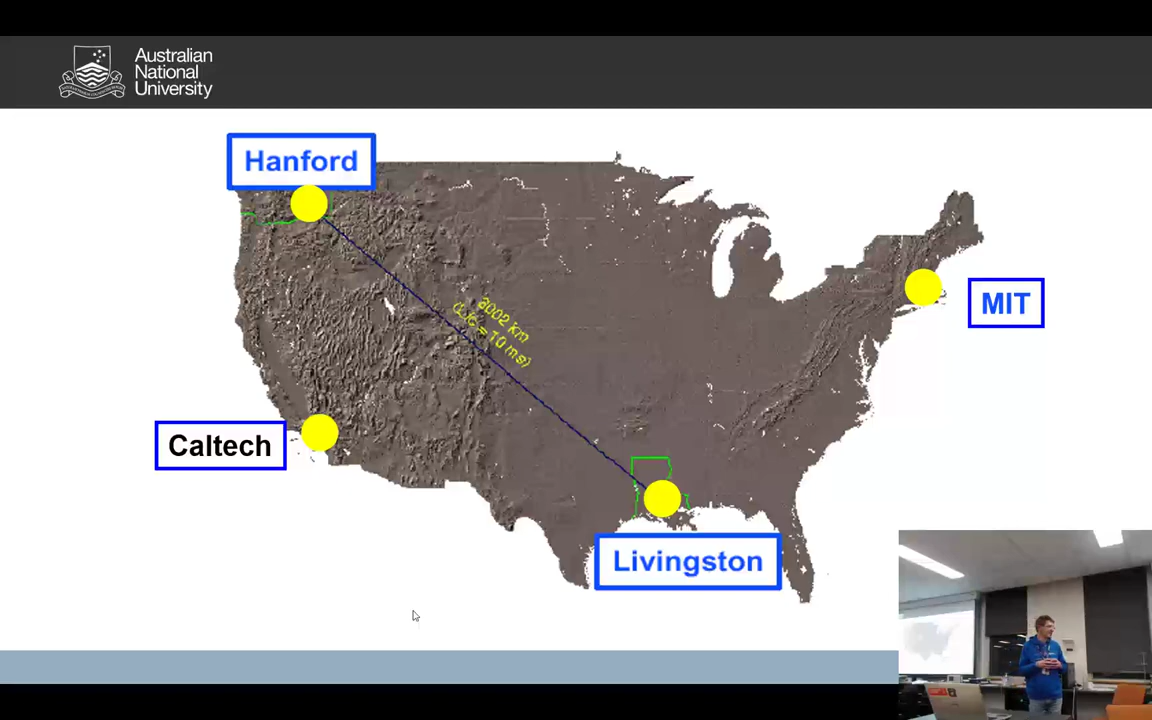 Australian
National
University
Hanford
MIT
3002 km
(L/c = 10 ms)
Caltech
Livingston